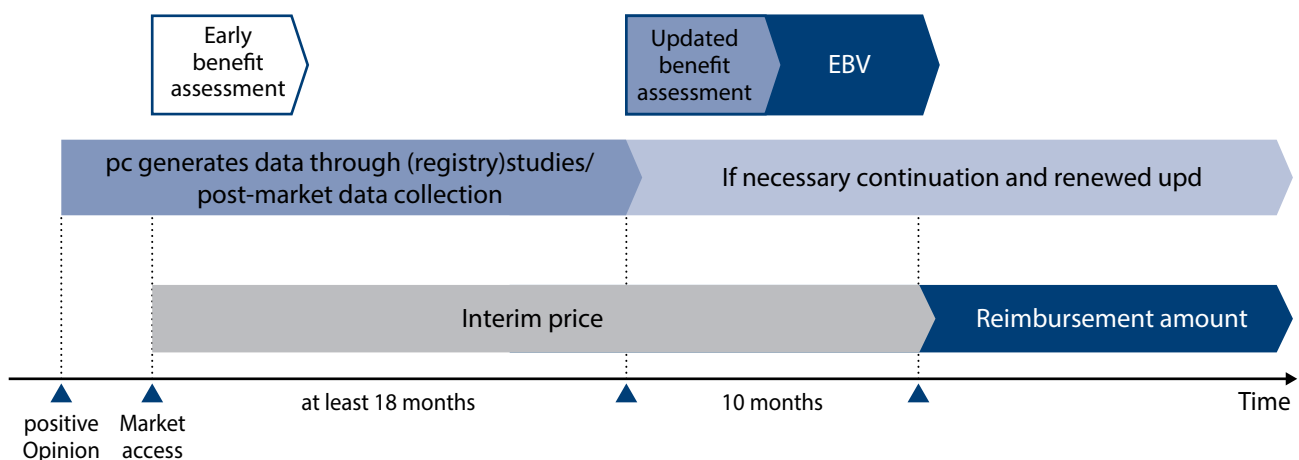 Early
benefit
assessment
Updated
benefit
assessment
EBV
pc generates data through (registry)studies/
post-market data collection
If necessary continuation and renewed upd
Interim price
Reimbursement amount
at least 18 months
10 months
Time
positive
Opinion
Market
access